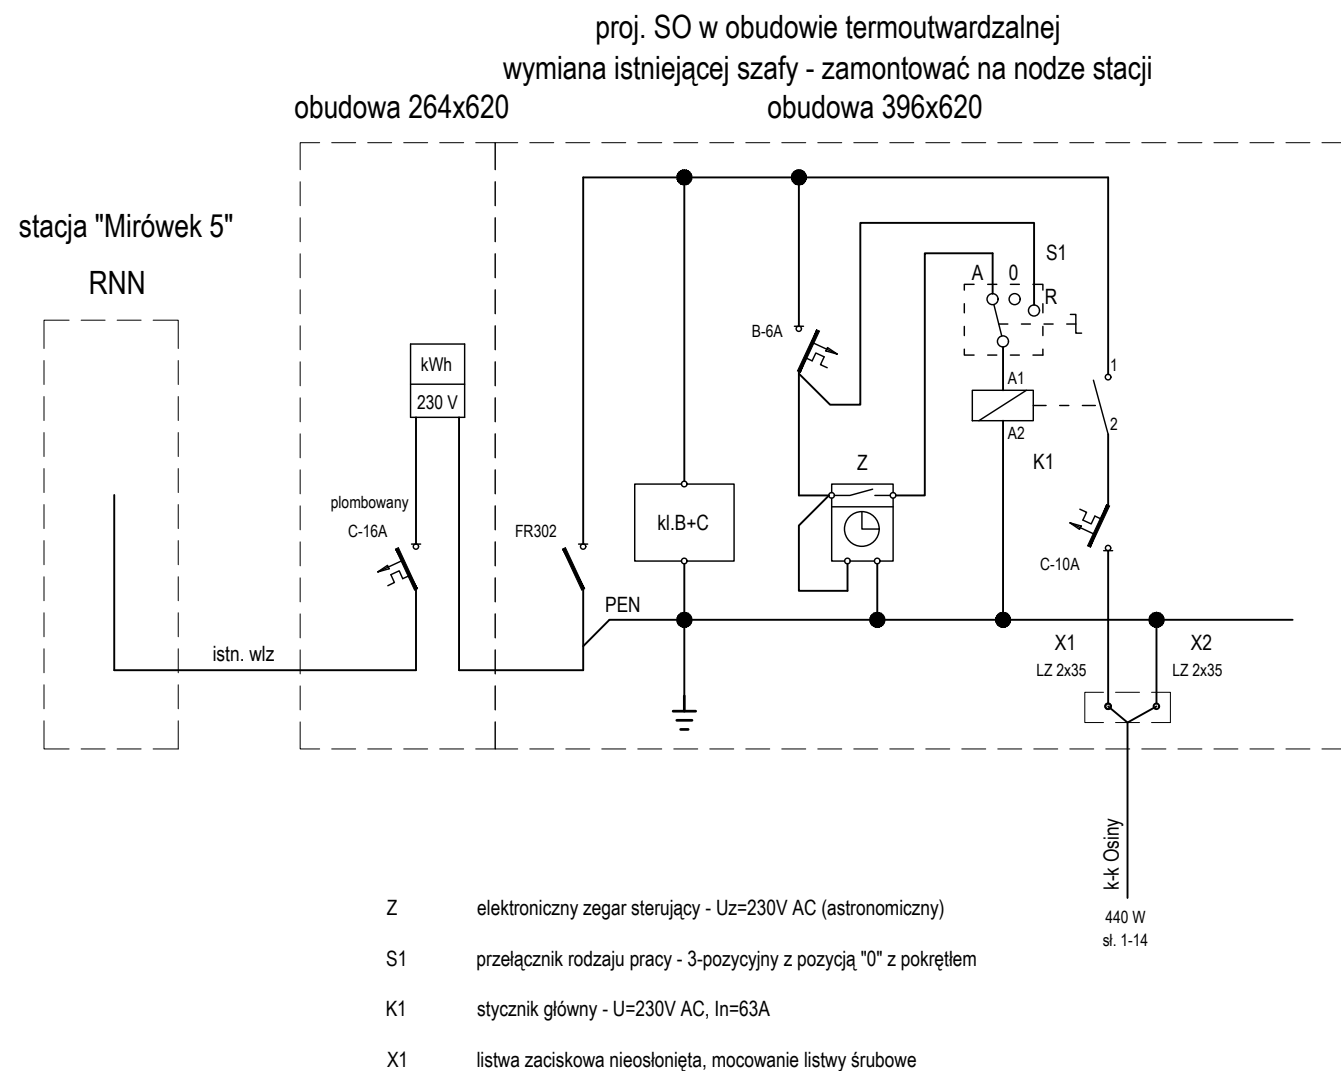 proj. SO w obudowie termoutwardzalnej
wymiana istniejącej szafy - zamontować na nodze stacji
obudowa 264x620
obudowa 396x620
stacja "Mirówek 5"
RNN
kWh
230 V
plombowany
C-16A
istn. wlz
FR302
PEN
kl.B+C
B-6A
Z
S1
A
0
R
A1
A2
K1
1
2
C-10A
X1
LZ 2x35
X2
LZ 2x35
k-k Osiny
440 W
sł. 1-14
Z elektroniczny zegar sterujący - Uz=230V AC (astronomiczny)
S1 przełącznik rodzaju pracy - 3-pozycyjny z pozycją "0" z pokrętłem
K1 stycznik główny - U=230V AC, In=63A
X1 listwa zaciskowa nieosłonięta, mocowanie listwy śrubowe